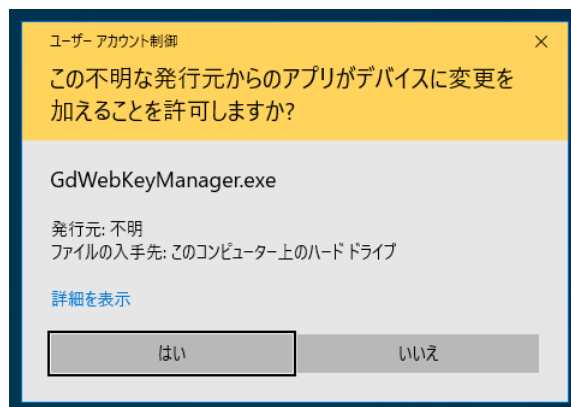 ユーザー アカウント制御
この不明な発行元からのアプリがデバイスに変更を
加えることを許可しますか?
GdWebKeyManager.exe
発行元: 不明
ファイルの入手先: このコンピューター上のハード ドライブ
詳細を表示
はい
いいえ